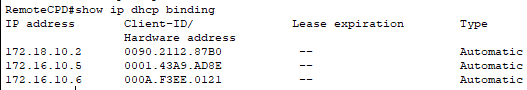 RemoteCPD#show ip dhcp binding
IP address Client-ID/ Lease expiration Type
Hardware address
172.18.10.2 0090.2112.87B0 -- Automatic
172.16.10.5 0001.43A9.AD8E -- Automatic
172.16.10.6 000A.F3EE.0121 -- Automatic